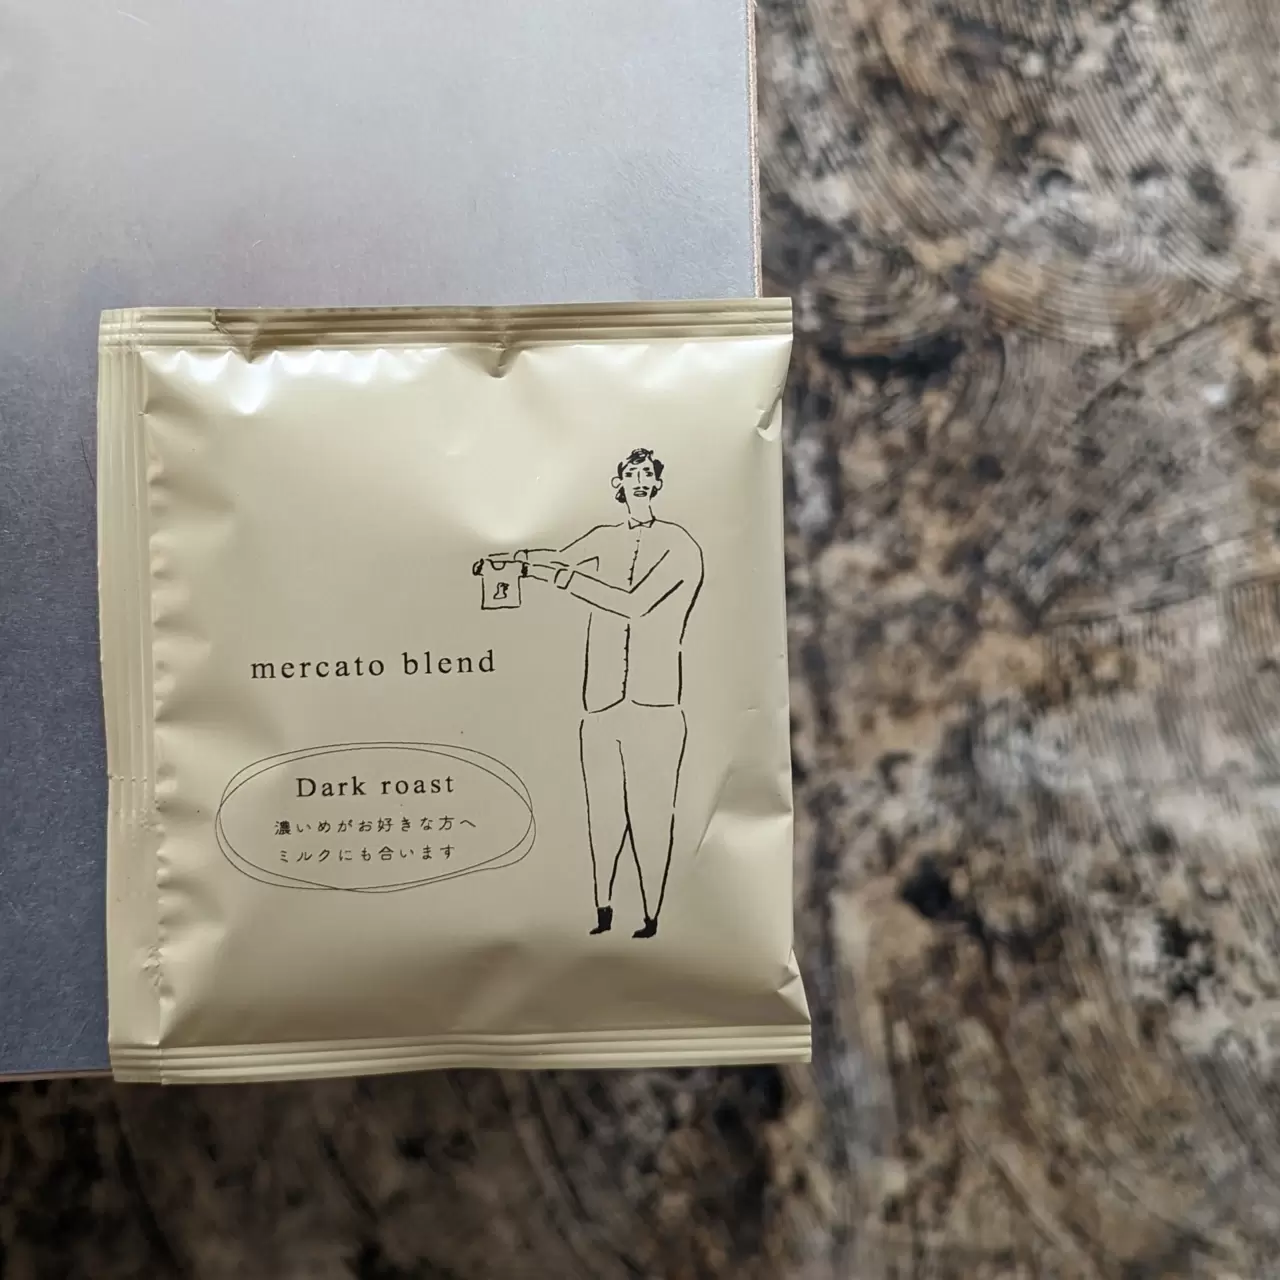 mercato blend
Dark roast
濃いめがお好きな方へ
ミルクにも合います